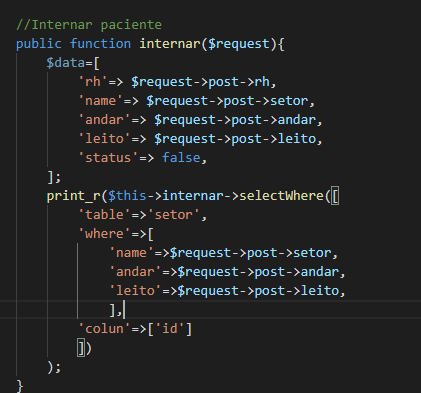 //Internar paciente
public function internar($request){
$data=[
'rh'=> $request->post->rh,
'name'=> $request->post->setor,
'andar'=> $request->post->andar,
'leito'=> $request->post->leito,
'status'=> false,
];
print_r($this->internar->selectWhere([
'table'=>'setor',
'where'=>[
'name'=>$request->post->setor,
'andar'=>$request->post->andar,
'leito'=>$request->post->leito,
],
'colun'=>['id']
])
);
}